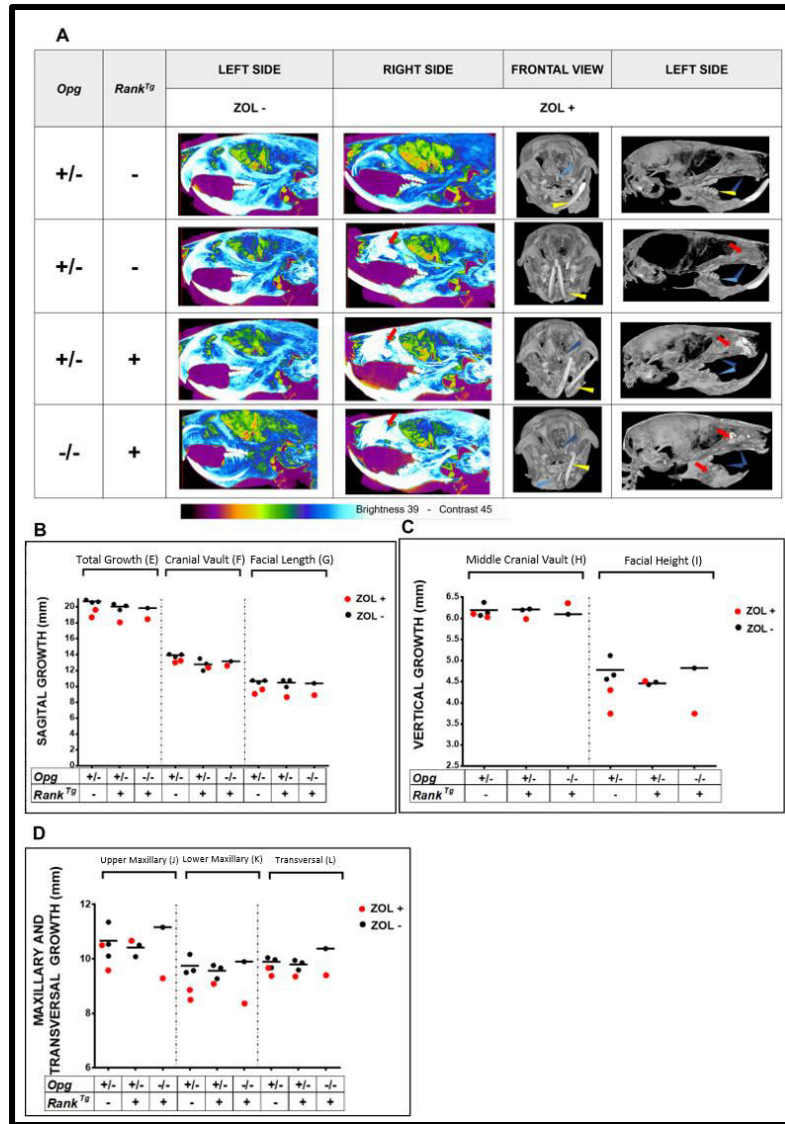 A
Opg Rank^Tg LEFT SIDE RIGHT SIDE FRONTAL VIEW LEFT SIDE
ZOL - ZOL +
+/- -
+/- -
+/- +
-/- +
Brightness 39 - Contrast 45
B
Total Growth (E) Cranial Vault (F) Facial Length (G)
ZOL +
ZOL -
SAGITAL GROWTH (mm)
20
18
16
14
12
10
8
6
4
2
0
Opg +/- +/- -/- +/- +/- -/- +/- +/- -/-
Rank^Tg - + + - + + - + +
C
Middle Cranial Vault (H) Facial Height (I)
ZOL +
ZOL -
VERTICAL GROWTH (mm)
6.5
6.0
5.5
5.0
4.5
4.0
3.5
3.0
2.5
Opg +/- +/- -/- +/- +/- -/-
Rank^Tg - + + - + +
D
Upper Maxillary (J) Lower Maxillary (K) Transversal (L)
ZOL +
ZOL -
MAXILLARY AND
TRANSVERSAL GROWTH (mm)
12
10
8
6
Opg +/- +/- -/- +/- +/- -/- +/- +/- -/-
Rank^Tg - + + - + + - + +